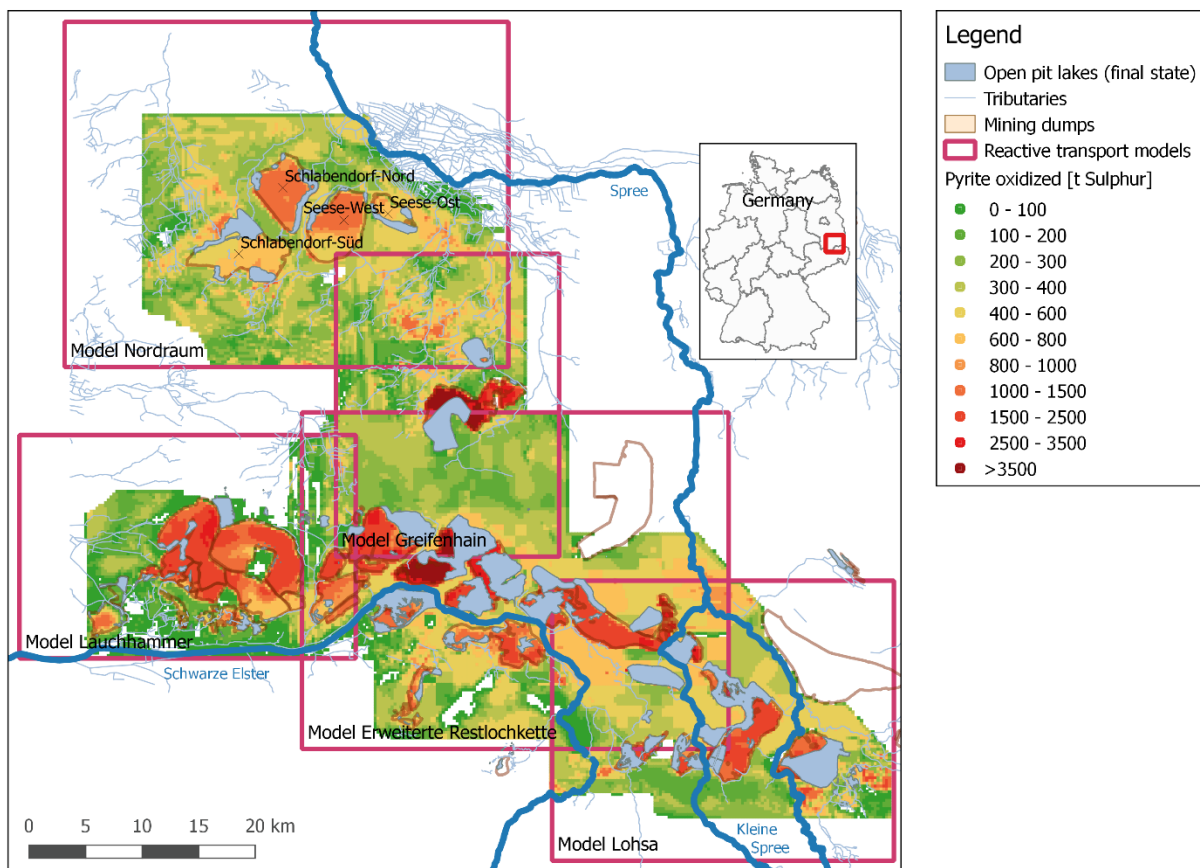 Schlabendorf-Nord
Seese-West
Seese-Ost
Schlabendorf-Süd
Spree
Germany
Model Nordraum
Model Greifenhain
Model Lauchhammer
Schwarze Elster
Model Erweiterte Restlochkette
Model Lohsa
Kleine
Spree
0 5 10 15 20 km
Legend
Open pit lakes (final state)
Tributaries
Mining dumps
Reactive transport models
Pyrite oxidized [t Sulphur]
0 - 100
100 - 200
200 - 300
300 - 400
400 - 600
600 - 800
800 - 1000
1000 - 1500
1500 - 2500
2500 - 3500
>3500